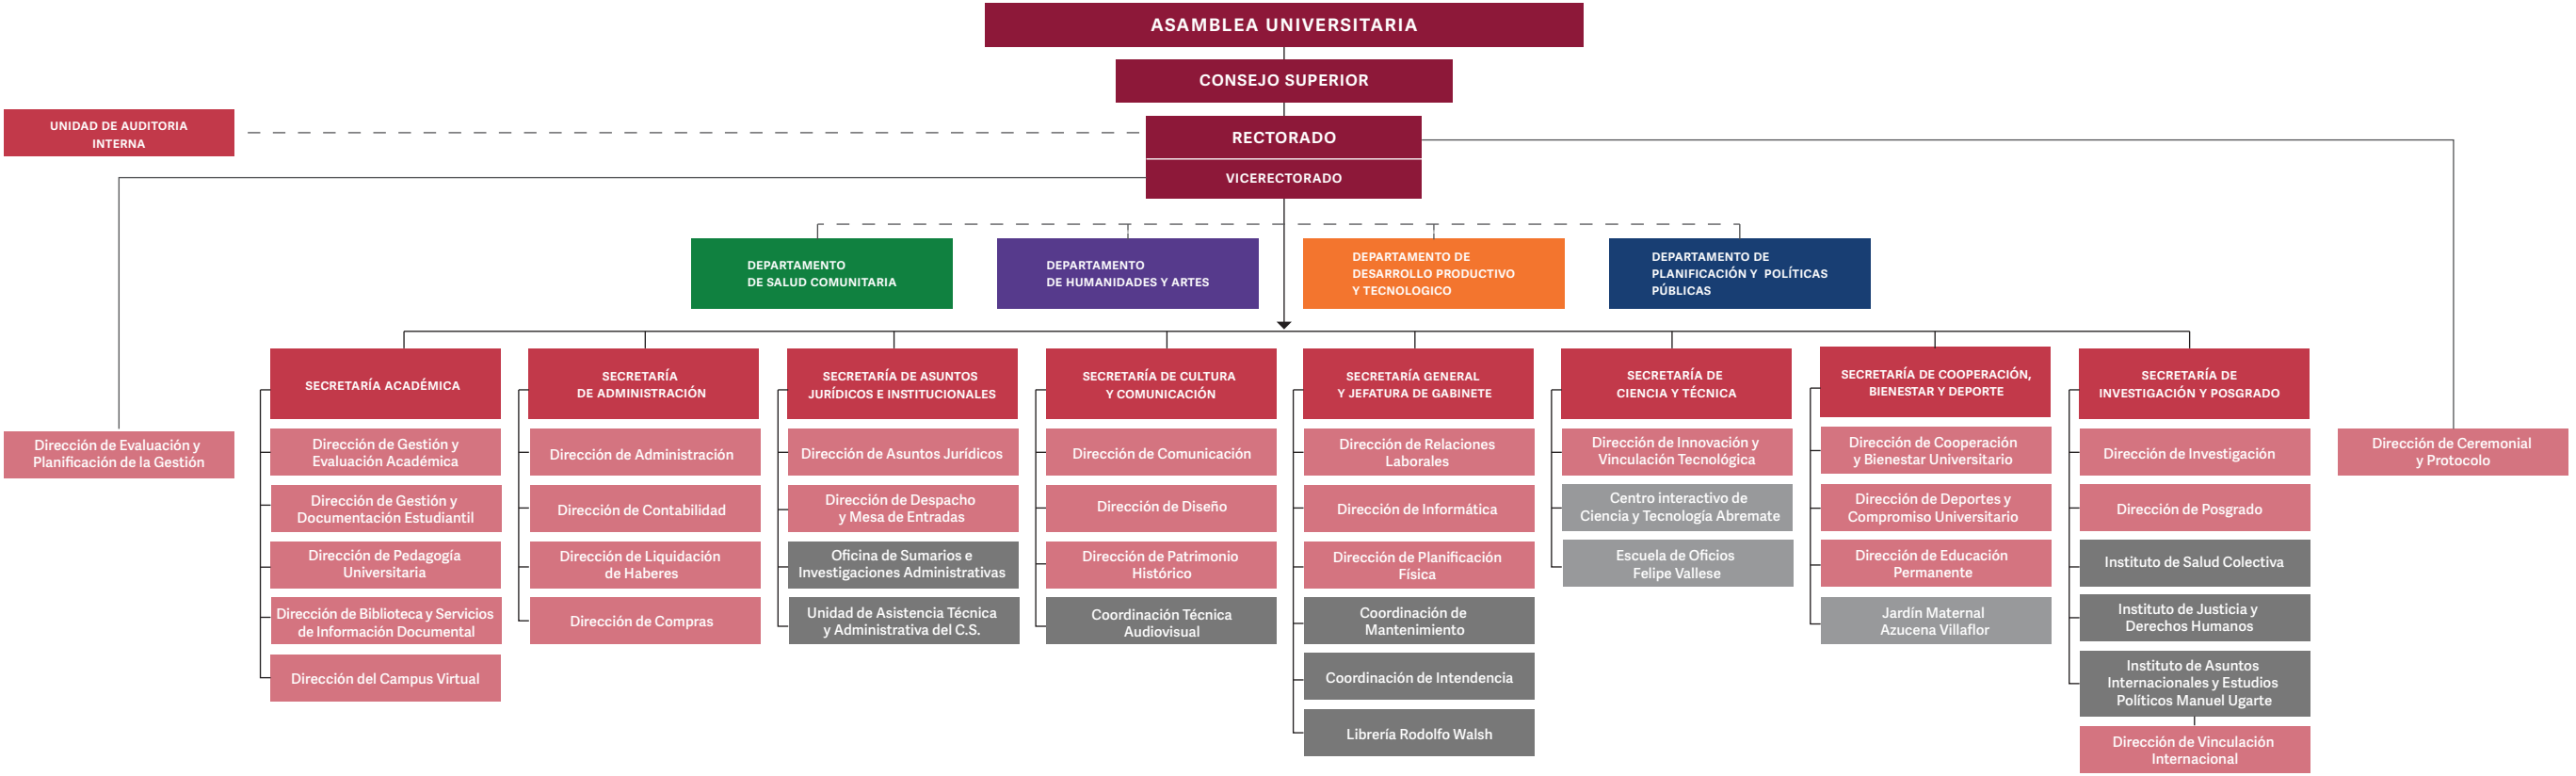 ASAMBLEA UNIVERSITARIA
CONSEJO SUPERIOR
UNIDAD DE AUDITORIA
INTERNA
RECTORADO
VICERECTORADO
DEPARTAMENTO
DE SALUD COMUNITARIA
DEPARTAMENTO
DE HUMANIDADES Y ARTES
DEPARTAMENTO DE
DESARROLLO PRODUCTIVO
Y TECNOLOGICO
DEPARTAMENTO DE
PLANIFICACIÓN Y POLÍTICAS
PÚBLICAS
Dirección de Evaluación y
Planificación de la Gestión
SECRETARÍA ACADÉMICA
Dirección de Gestión y
Evaluación Académica
Dirección de Gestión y
Documentación Estudiantil
Dirección de Pedagogía
Universitaria
Dirección de Biblioteca y Servicios
de Información Documental
Dirección del Campus Virtual
SECRETARÍA
DE ADMINISTRACIÓN
Dirección de Administración
Dirección de Contabilidad
Dirección de Liquidación
de Haberes
Dirección de Compras
SECRETARÍA DE ASUNTOS
JURÍDICOS E INSTITUCIONALES
Dirección de Asuntos Jurídicos
Dirección de Despacho
y Mesa de Entradas
Oficina de Sumarios e
Investigaciones Administrativas
Unidad de Asistencia Técnica
y Administrativa del C.S.
SECRETARÍA DE CULTURA
Y COMUNICACIÓN
Dirección de Comunicación
Dirección de Diseño
Dirección de Patrimonio
Histórico
Coordinación Técnica
Audiovisual
SECRETARÍA GENERAL
Y JEFATURA DE GABINETE
Dirección de Relaciones
Laborales
Dirección de Informática
Dirección de Planificación
Física
Coordinación de
Mantenimiento
Coordinación de Intendencia
Librería Rodolfo Walsh
SECRETARÍA DE
CIENCIA Y TÉCNICA
Dirección de Innovación y
Vinculación Tecnológica
Centro interactivo de
Ciencia y Tecnología Abremate
Escuela de Oficios
Felipe Vallese
SECRETARÍA DE COOPERACIÓN,
BIENESTAR Y DEPORTE
Dirección de Cooperación
y Bienestar Universitario
Dirección de Deportes y
Compromiso Universitario
Dirección de Educación
Permanente
Jardín Maternal
Azucena Villaflor
SECRETARÍA DE
INVESTIGACIÓN Y POSGRADO
Dirección de Investigación
Dirección de Posgrado
Instituto de Salud Colectiva
Instituto de Justicia y
Derechos Humanos
Instituto de Asuntos
Internacionales y Estudios
Políticos Manuel Ugarte
Dirección de Vinculación
Internacional
Dirección de Ceremonial
y Protocolo